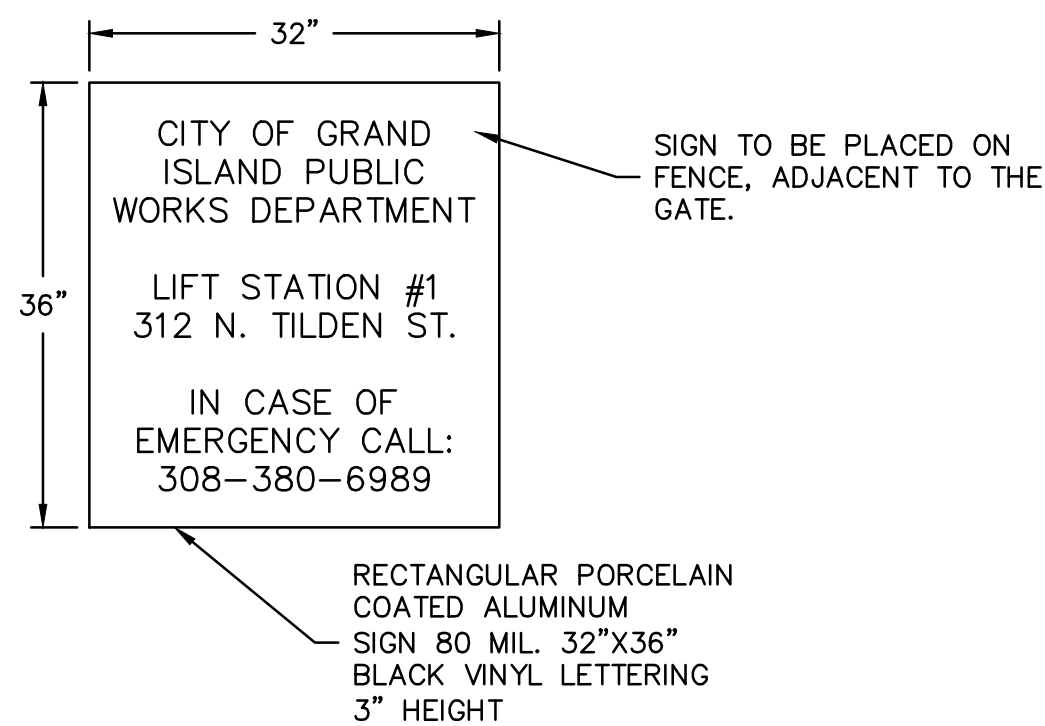 32”
CITY OF GRAND
ISLAND PUBLIC
WORKS DEPARTMENT
LIFT STATION #1
312 N. TILDEN ST.
IN CASE OF
EMERGENCY CALL:
308-380-6989
36”
SIGN TO BE PLACED ON
FENCE, ADJACENT TO THE
GATE.
RECTANGULAR PORCELAIN
COATED ALUMINUM
SIGN 80 MIL. 32”X36”
BLACK VINYL LETTERING
3” HEIGHT